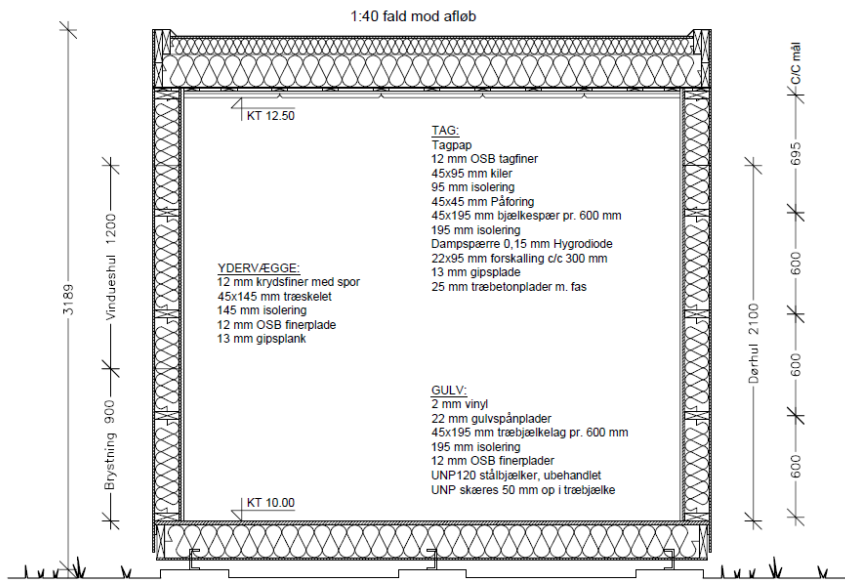 1:40 fald mod afløb
C/C mål
KT 12.50
TAG:
Tagpap
12 mm OSB tagfiner
45x95 mm kiler
95 mm isolering
45x45 mm Påforing
45x195 mm bjælkespær pr. 600 mm
195 mm isolering
Dampspærre 0,15 mm Hygrodiode
22x95 mm forskalling c/c 300 mm
13 mm gipsplade
25 mm træbetonplader m. fas
YDERVÆGGE:
12 mm krydsfiner med spor
45x145 mm træskelet
145 mm isolering
12 mm OSB finerplade
13 mm gipsplank
GULV:
2 mm vinyl
22 mm gulvspånplader
45x195 mm træbjælkelag pr. 600 mm
195 mm isolering
12 mm OSB finerplader
UNP120 stålbjælker, ubehandlet
UNP skæres 50 mm op i træbjælke
KT 10.00
3189
Vindueshul 1200
Brystning 900
Dørhul 2100
695
600
600
600